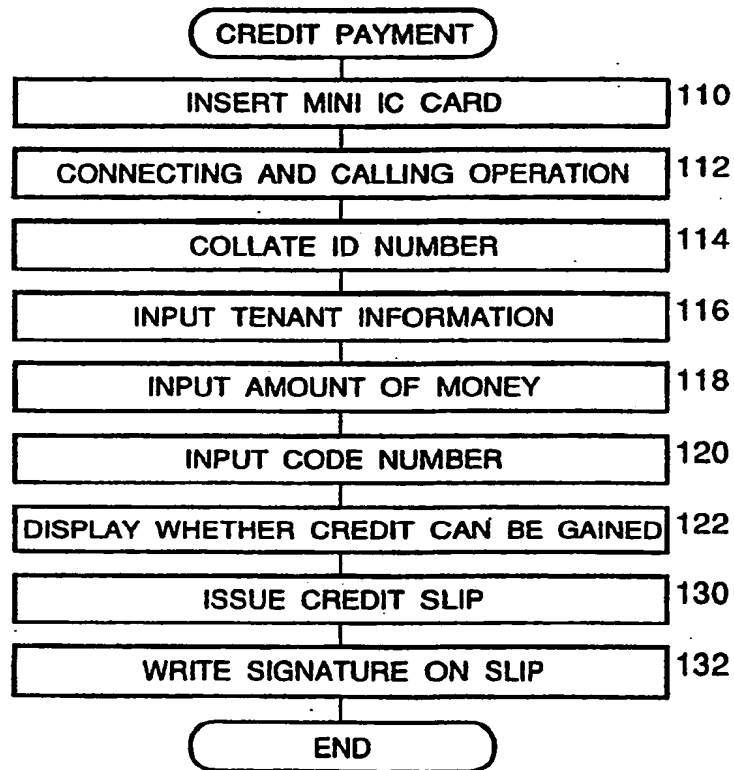 CREDIT PAYMENT
INSERT MINI IC CARD 110
CONNECTING AND CALLING OPERATION 112
COLLATE ID NUMBER 114
INPUT TENANT INFORMATION 116
INPUT AMOUNT OF MONEY 118
INPUT CODE NUMBER 120
DISPLAY WHETHER CREDIT CAN BE GAINED 122
ISSUE CREDIT SLIP 130
WRITE SIGNATURE ON SLIP 132
END